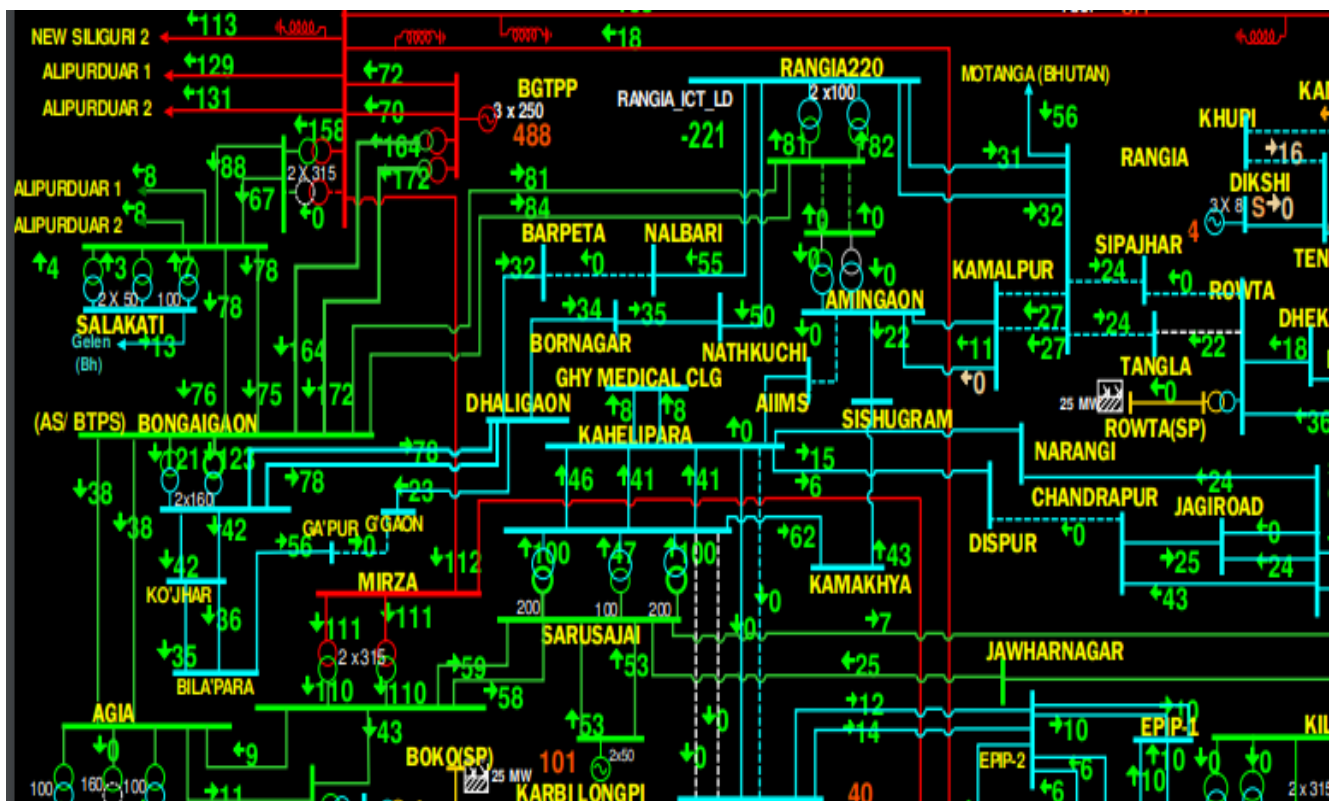 ←113
NEW SILIGURI 2
←18
ALIPURDUAR 1
←129
←72
RANGIA220
MOTANGA (BHUTAN)
ALIPURDUAR 2
←131
←70
BGTPP
3 x 250
488
RANGIA_ICT_LD
-221
2 x100
↓56
KHUPI
←158
←164
←172
2 X 315
↑81
↑82
→31
RANGIA
→16
DIKSHI
3 X 8
S→0
4
ALIPURDUAR 1
←8
↓88
↓67
↓0
→81
→84
→32
ALIPURDUAR 2
←8
↑0
↑0
BARPETA
NALBARI
SIPAJHAR
↑4
↑3
↑7
↓78
→32
←0
←55
↓0
↓0
KAMALPUR
→24
←0
ROWTA
2 X 50
100
↓78
AMINGAON
SALAKATI
→34
→35
↓50
↓0
↓22
←27
→24
DHEK
Gelen
(Bh)
→13
↓164
BORNAGAR
NATHKUCHI
←11
←27
TANGLA
←22
←18
↓76
↓75
↓172
GHY MEDICAL CLG
AIIMS
←0
25 MW
←0
DHALIGAON
↑8
↑8
SISHUGRAM
ROWTA(SP)
←36
(AS/ BTPS)
BONGAIGAON
KAHELIPARA
↑0
↓121
↓123
→78
→15
NARANGI
→78
↑46
↑41
↑41
→6
←24
↓38
2x160
←23
CHANDRAPUR
JAGIROAD
↓38
↓42
GA'PUR
G'GAON
→56
→62
DISPUR
←0
←0
↓42
↓112
↑100
↑47
↑100
↑43
→25
←24
KO'JHAR
MIRZA
KAMAKHYA
←43
↓36
↓111
↓111
200
100
200
↓0
→7
↓35
2 x 315
SARUSAJAI
↓0
BILA'PARA
→59
↑53
←25
JAWHARNAGAR
↓110
↓110
→58
AGIA
↓43
↑53
↓0
→12
→10
↓0
←9
→14
→10
EPIP-1
KIL
BOKO(SP)
101
2x50
↓0
EPIP-2
←6
↑0
↓0
↓0
100
160
100
→11
25 MW
KARBI LONGPI
40
←6
↑10
2 x 315